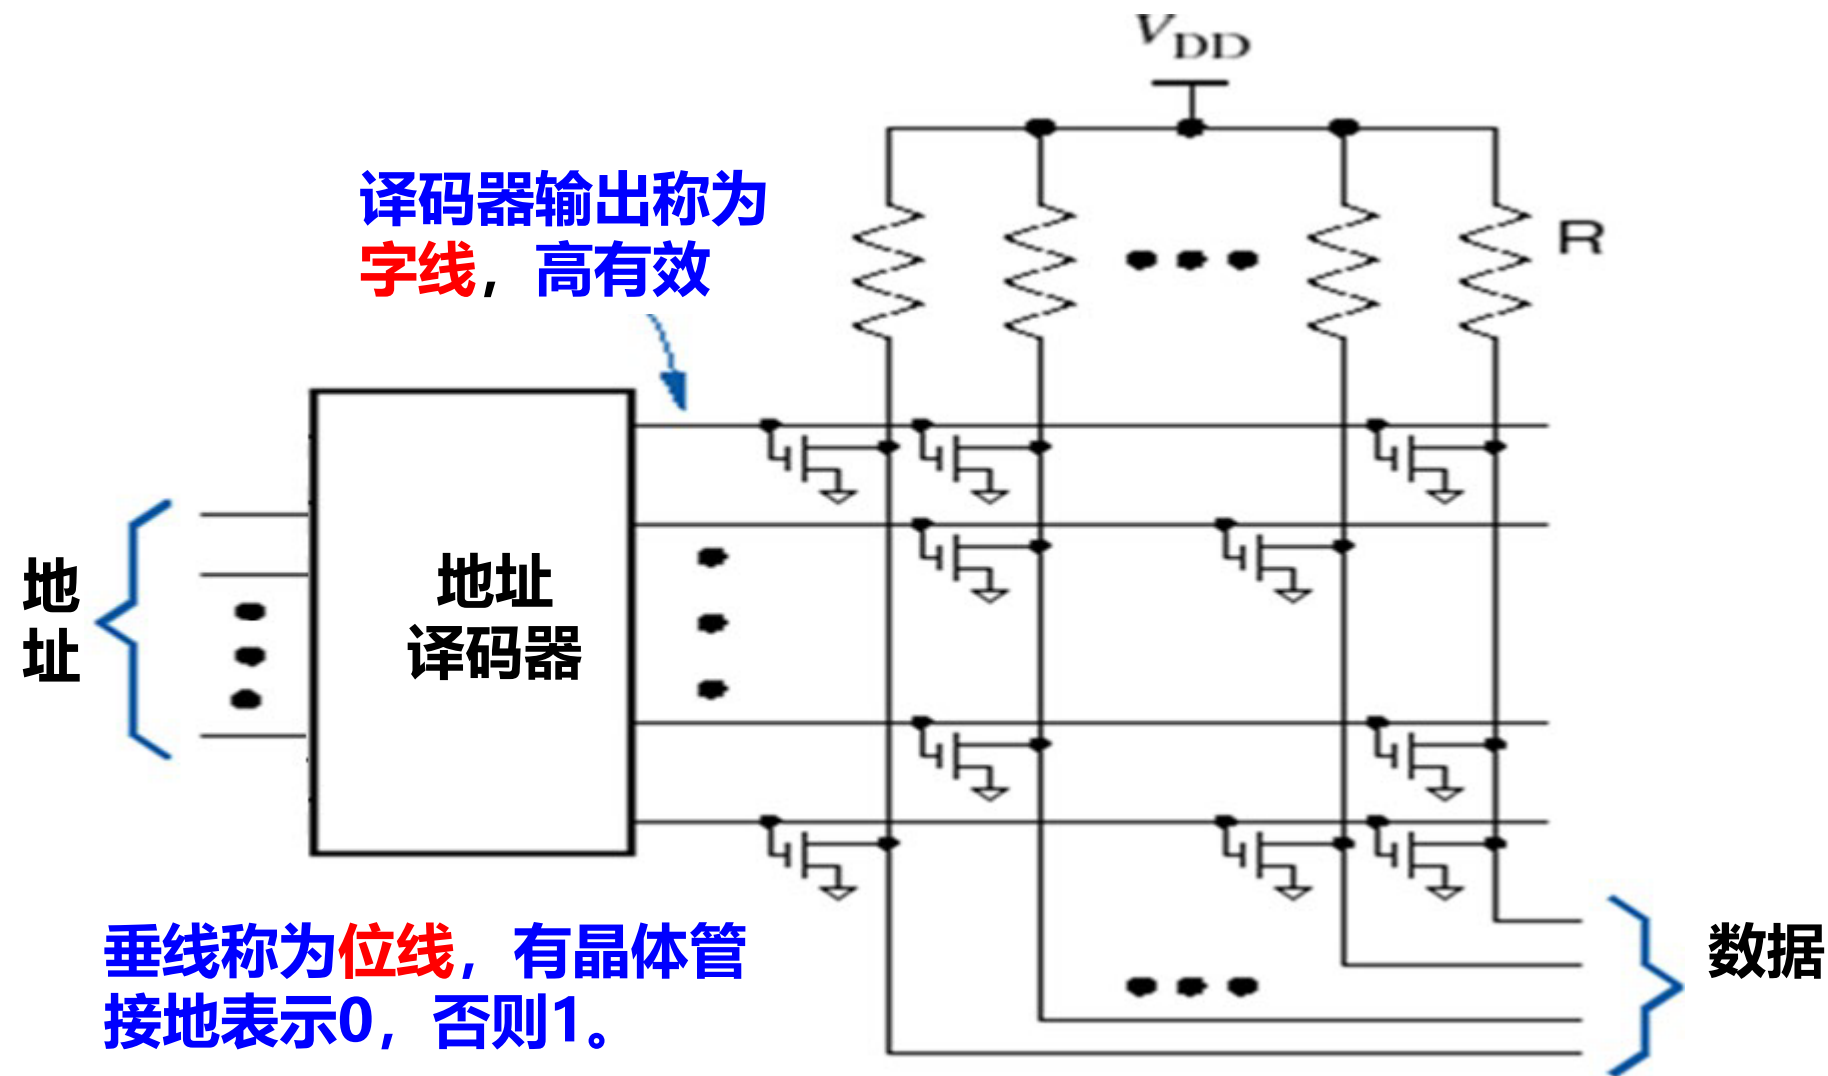 VDD
译码器输出称为
字线，高有效
R
地址
地址
译码器
垂线称为位线，有晶体管
接地表示0，否则1。
数据